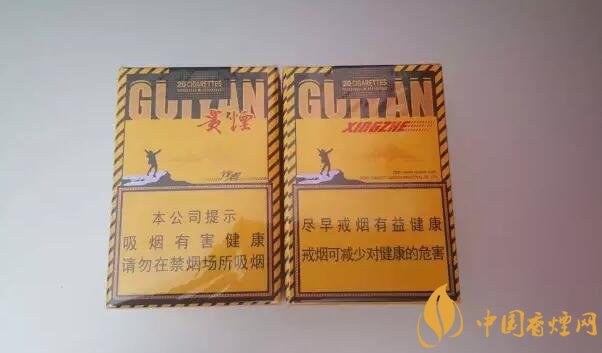 20 CIGARETTES
GUIYAN
贵烟
行者
本公司提示
吸烟有害健康
请勿在禁烟场所吸烟
20 CIGARETTES
GUIYAN
XINGZHE
尽早戒烟有益健康
戒烟可减少对健康的危害
中国香烟网